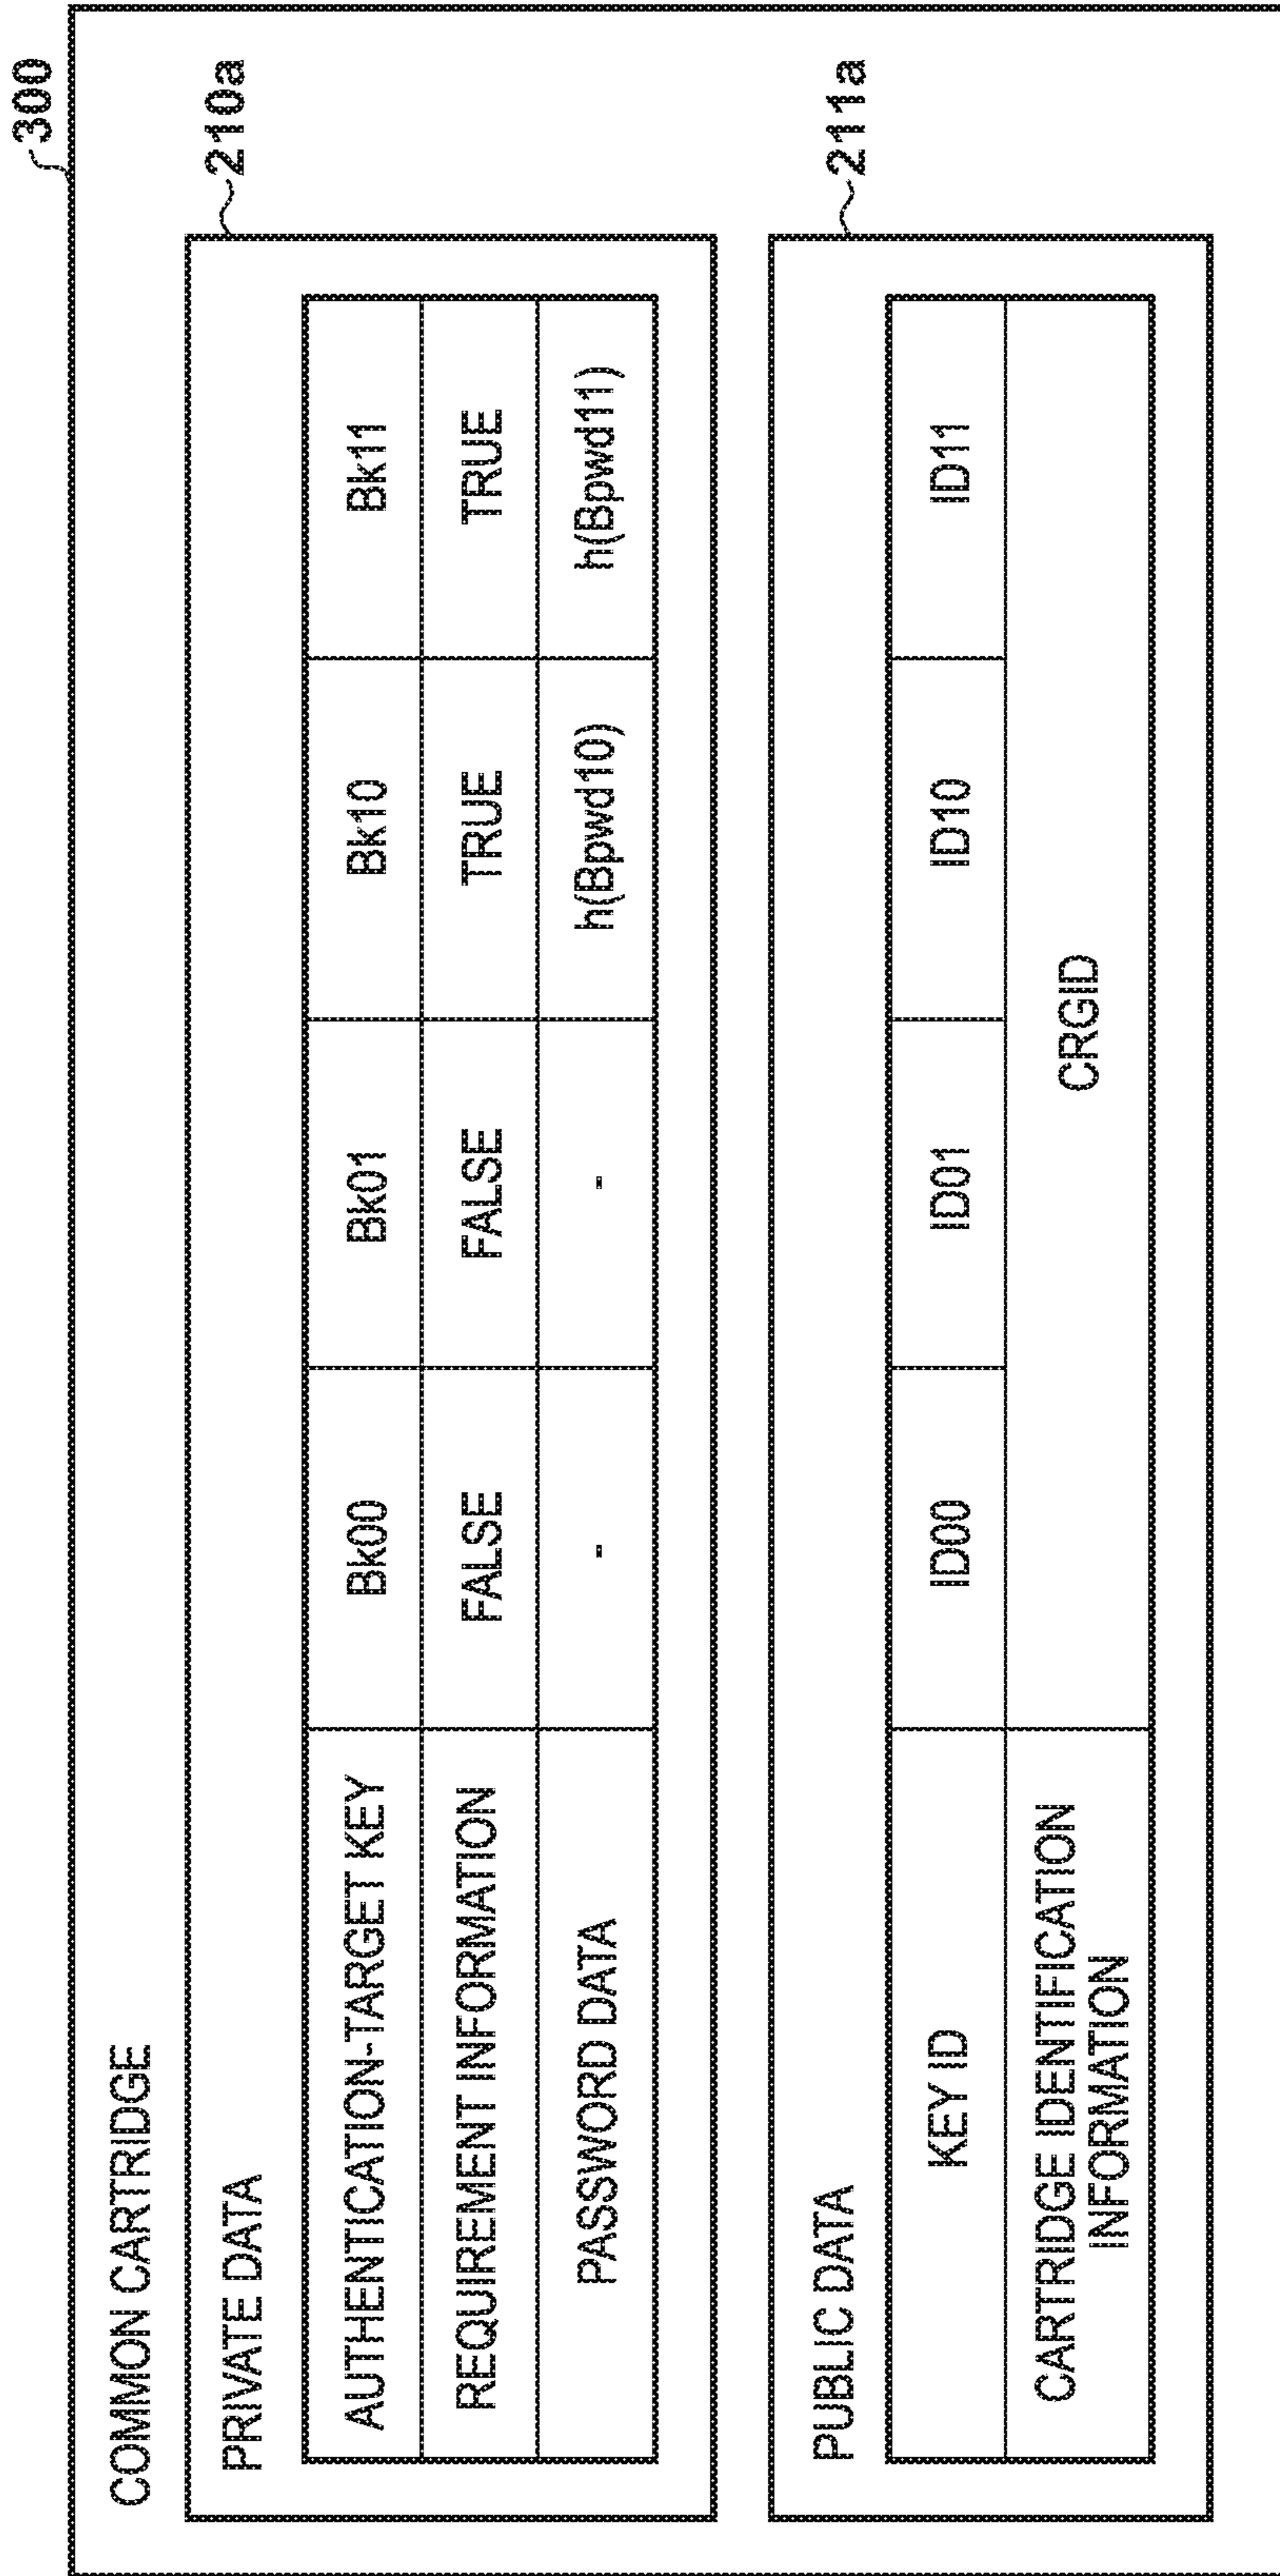 300
COMMON CARTRIDGE
210a
PRIVATE DATA
AUTHENTICATION-TARGET KEY Bk00 Bk01 Bk10 Bk11
REQUIREMENT INFORMATION FALSE FALSE TRUE TRUE
PASSWORD DATA - - h(Bpwd10) h(Bpwd11)
211a
PUBLIC DATA
KEY ID ID00 ID01 ID10 ID11
CARTRIDGE IDENTIFICATION
INFORMATION
CRGID